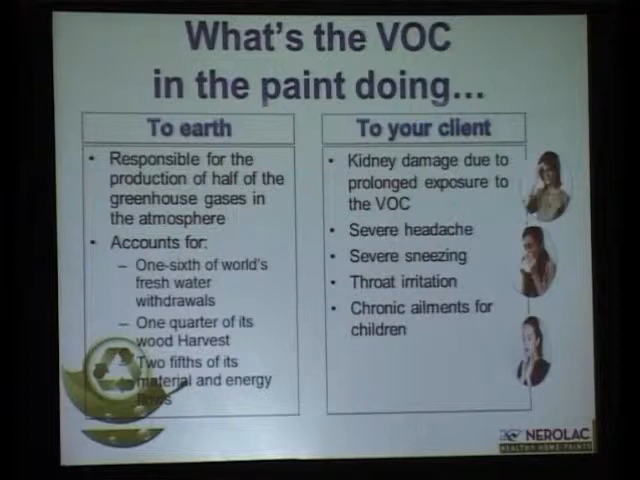 What's the VOC
in the paint doing...
To earth
• Responsible for the
production of half of the
greenhouse gases in
the atmosphere
• Accounts for:
– One-sixth of world's
fresh water
withdrawals
– One quarter of its
wood Harvest
Two fifths of its
material and energy
To your client
• Kidney damage due to
prolonged exposure to
the VOC
• Severe headache
• Severe sneezing
• Throat irritation
• Chronic ailments for
children
NEROLAC
HEALTHY HOME PAINTS